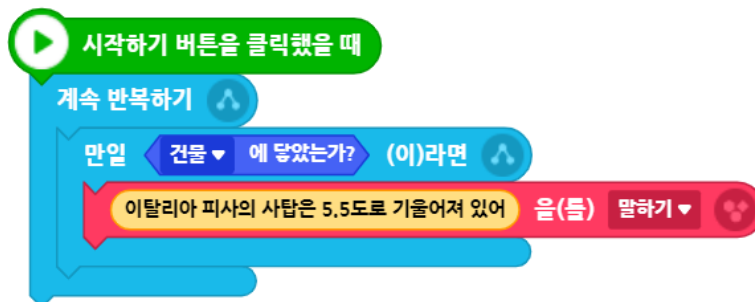 시작하기 버튼을 클릭했을 때
계속 반복하기
만일 건물 에 닿았는가? (이)라면
이탈리아 피사의 사탑은 5.5도로 기울어져 있어 을(를) 말하기